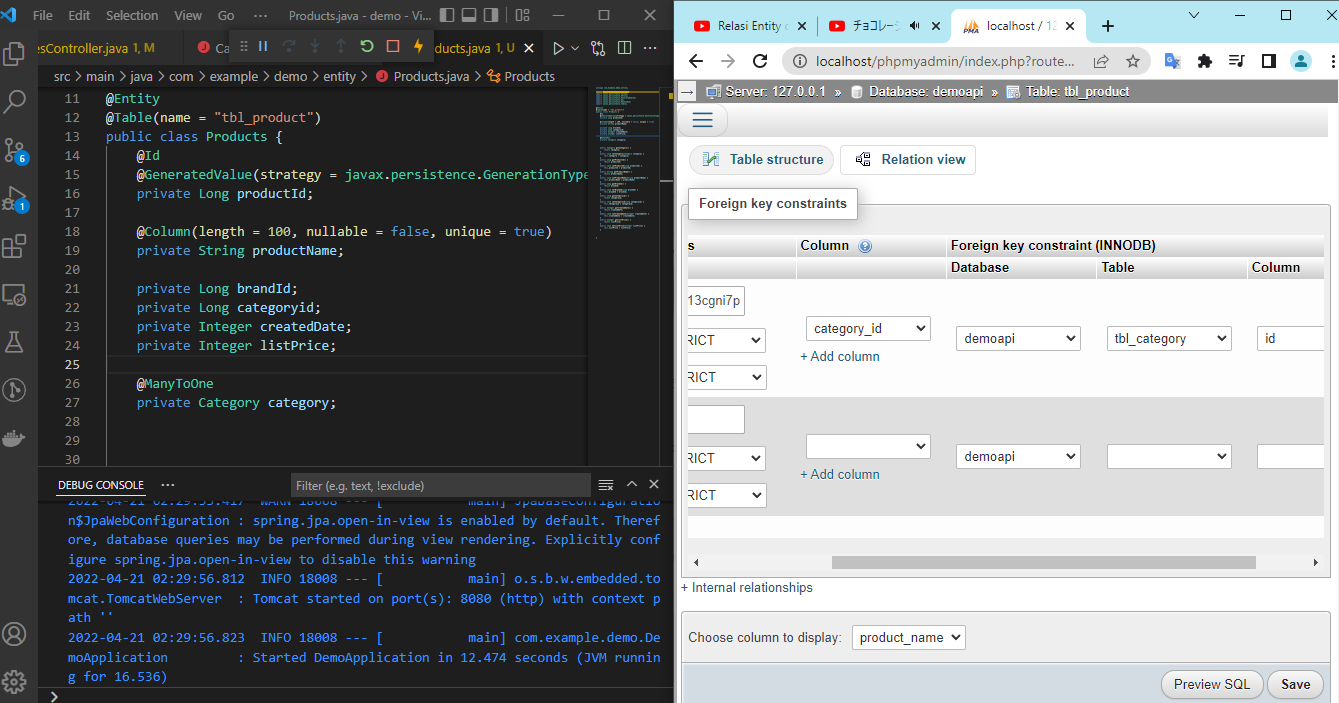 File Edit Selection View Go ··· Products.java - demo - Vi...
esController.java 1, M
Ca
ducts.java 1, U
src > main > java > com > example > demo > entity > Products.java > Products
11 @Entity
12 @Table(name = "tbl_product")
13 public class Products {
14 @Id
15 @GeneratedValue(strategy = javax.persistence.GenerationType
16 private Long productId;
17
18 @Column(length = 100, nullable = false, unique = true)
19 private String productName;
20
21 private Long brandId;
22 private Long categoryid;
23 private Integer createdDate;
24 private Integer listPrice;
25
26 @ManyToOne
27 private Category category;
28
29
30
6
1
DEBUG CONSOLE ···
Filter (e.g. text, !exclude)
2022-04-21 02:29:55.417 WARN 18008 --- [ main] JpaBaseConfiguratio
n$JpaWebConfiguration : spring.jpa.open-in-view is enabled by default. Theref
ore, database queries may be performed during view rendering. Explicitly conf
igure spring.jpa.open-in-view to disable this warning
2022-04-21 02:29:56.812 INFO 18008 --- [ main] o.s.b.w.embedded.to
mcat.TomcatWebServer : Tomcat started on port(s): 8080 (http) with context p
ath ''
2022-04-21 02:29:56.823 INFO 18008 --- [ main] com.example.demo.De
moApplication : Started DemoApplication in 12.474 seconds (JVM runnin
g for 16.536)
>
Relasi Entity
チョコレー
localhost / 12
localhost/phpmyadmin/index.php?route...
Server: 127.0.0.1 » Database: demoapi » Table: tbl_product
Table structure
Relation view
Foreign key constraints
s
Column
Foreign key constraint (INNODB)
Database Table Column
13cgni7p
RICT
RICT
category_id
+ Add column
demoapi
tbl_category
id
RICT
RICT
+ Add column
demoapi
+ Internal relationships
Choose column to display: product_name
Preview SQL
Save